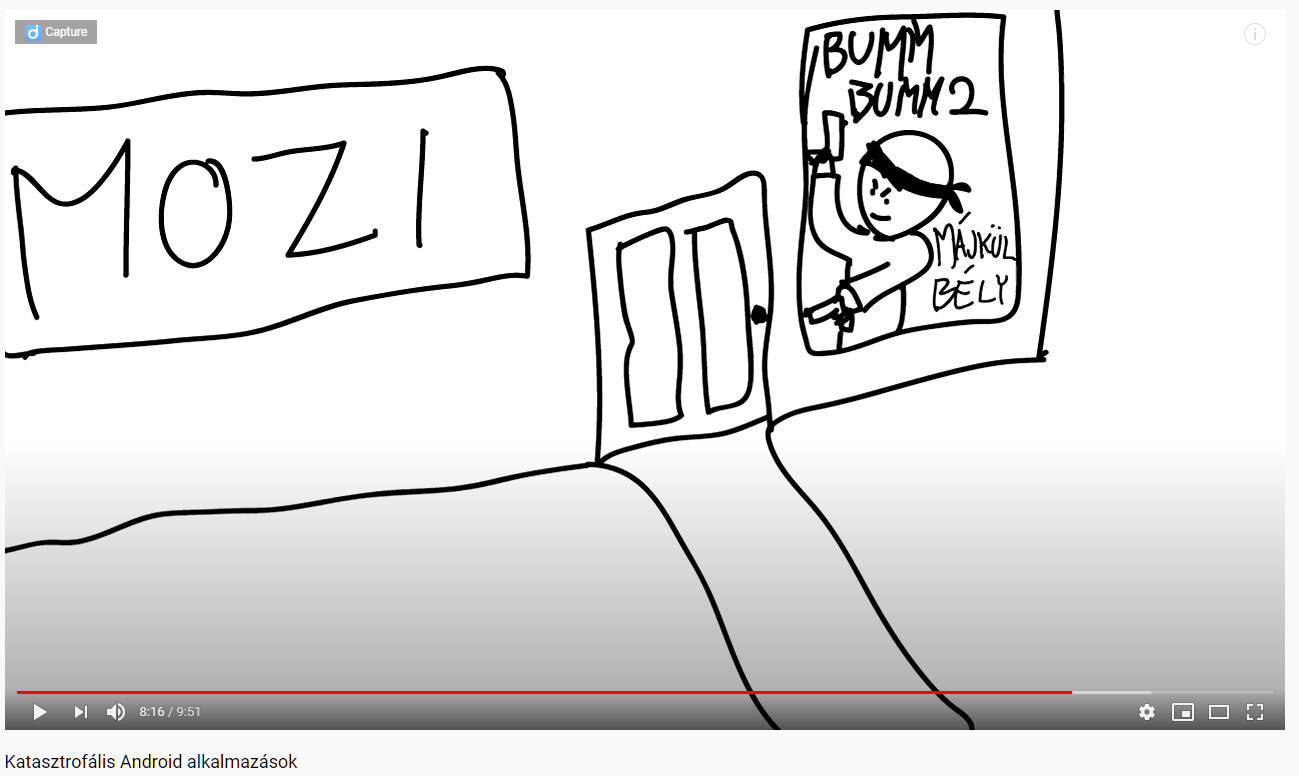 Capture
MOZI
BUMM
BUMM 2
MÁJKÜL
BÉLY
8:16 / 9:51
Katasztrofális Android alkalmazások